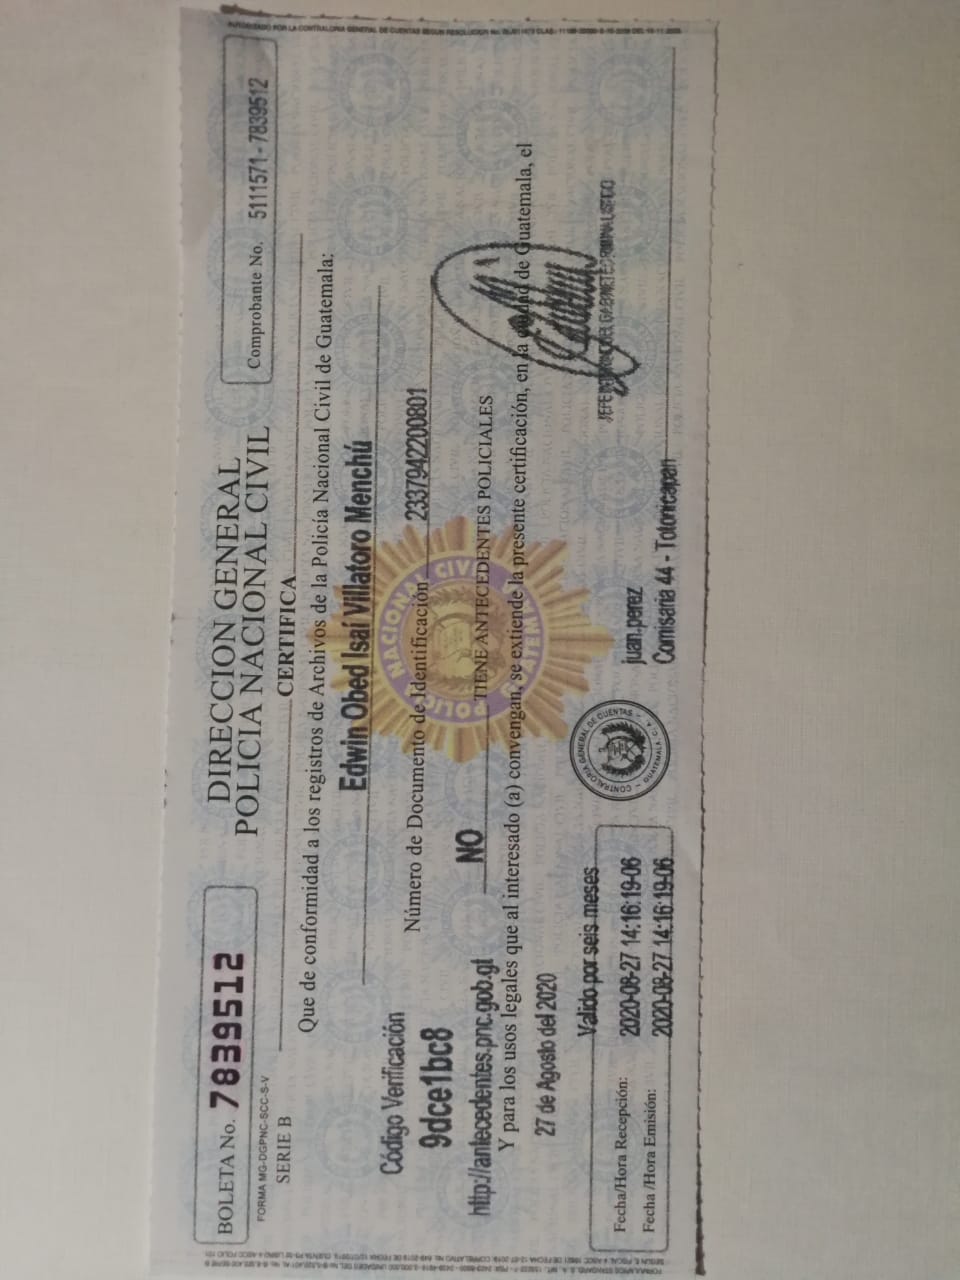 AUTORIZADO POR LA CONTRALORIA GENERAL DE CUENTAS SEGUN RESOLUCION No.
BOLETA No. 7839512
FORMA MG-DGPNC-SCC-S-V
SERIE B
DIRECCION GENERAL
POLICIA NACIONAL CIVIL
Comprobante No. 5111571-7839512
CERTIFICA
Que de conformidad a los registros de Archivos de la Policía Nacional Civil de Guatemala:
Edwin Obed Isaí Villatoro Menchú
Código Verificación
Número de Documento de Identificación 2337942200801
9dce1bc8
NO TIENE ANTECEDENTES POLICIALES
http://antecedentes.pnc.gob.gt
Y para los usos legales que al interesado (a) convengan, se extiende la presente certificación, en la ciudad de Guatemala, el
27 de Agosto del 2020
Valido por seis meses
Fecha/Hora Recepción: 2020-08-27 14:16:19-06
Fecha /Hora Emisión: 2020-08-27 14:16:19-06
CONTRALORIA GENERAL DE CUENTAS
GUATEMALA, C.A.
juan.perez
Comisaria 44 - Totonicapan
POLICIA NACIONAL CIVIL